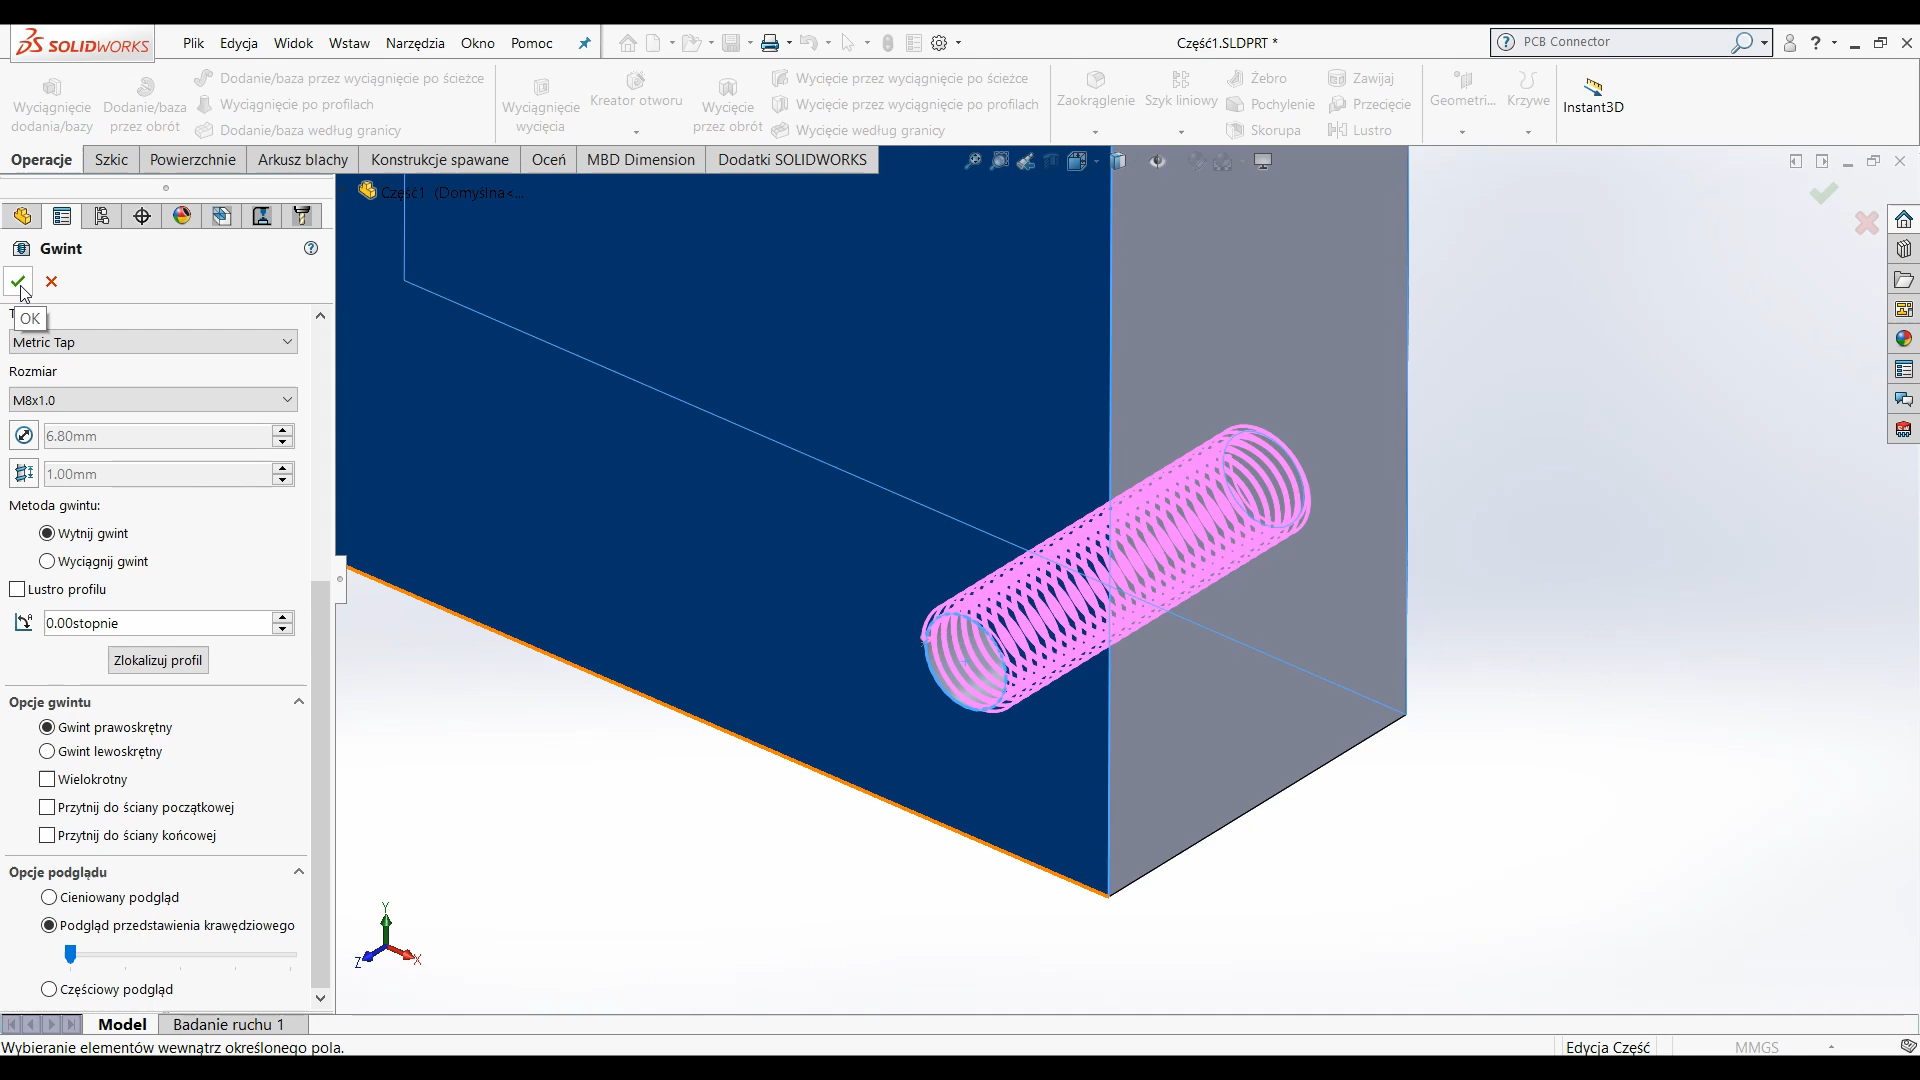 SOLIDWORKS Plik Edycja Widok Wstaw Narzędzia Okno Pomoc Część1.SLDPRT * PCB Connector
Wyciągnięcie dodania/bazy
Dodanie/baza przez obrót
Dodanie/baza przez wyciągnięcie po ścieżce
Wyciągnięcie po profilach
Dodanie/baza według granicy
Wyciągnięcie wycięcia
Kreator otworu
Wycięcie przez obrót
Wycięcie przez wyciągnięcie po ścieżce
Wycięcie przez wyciągnięcie po profilach
Wycięcie według granicy
Zaokrąglenie
Szyk liniowy
Żebro
Pochylenie
Skorupa
Zawijaj
Przecięcie
Lustro
Geometri...
Krzywe
Instant3D
Operacje Szkic Powierzchnie Arkusz blachy Konstrukcje spawane Oceń MBD Dimension Dodatki SOLIDWORKS
Część1 (Domyślna<...
Gwint
OK
Metric Tap
Rozmiar
M8x1.0
6.80mm
1.00mm
Metoda gwintu:
Wytnij gwint
Wyciągnij gwint
Lustro profilu
0.00stopnie
Zlokalizuj profil
Opcje gwintu
Gwint prawoskrętny
Gwint lewoskrętny
Wielokrotny
Przytnij do ściany początkowej
Przytnij do ściany końcowej
Opcje podglądu
Cieniowany podgląd
Podgląd przedstawienia krawędziowego
Częściowy podgląd
Y
Z X
Model Badanie ruchu 1
Wybieranie elementów wewnątrz określonego pola. Edycja Część MMGS